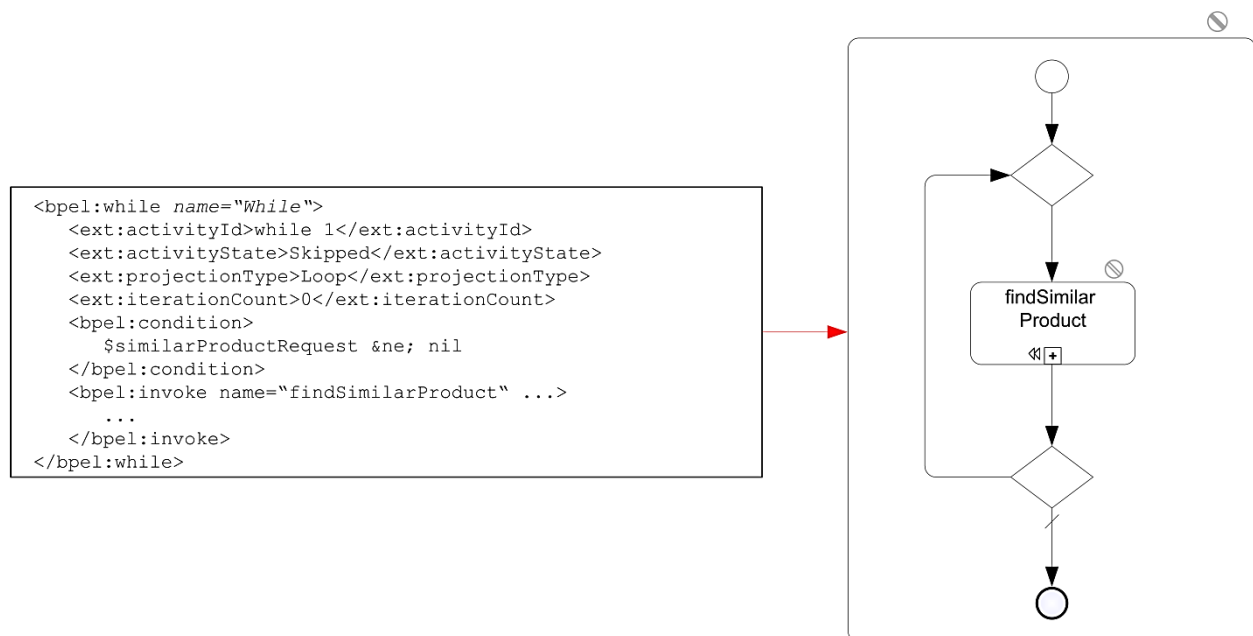 <bpel:while name=“While“>
<ext:activityId>while 1</ext:activityId>
<ext:activityState>Skipped</ext:activityState>
<ext:projectionType>Loop</ext:projectionType>
<ext:iterationCount>0</ext:iterationCount>
<bpel:condition>
$similarProductRequest &ne; nil
</bpel:condition>
<bpel:invoke name=“findSimilarProduct“ ...>
...
</bpel:invoke>
</bpel:while>
findSimilar
Product